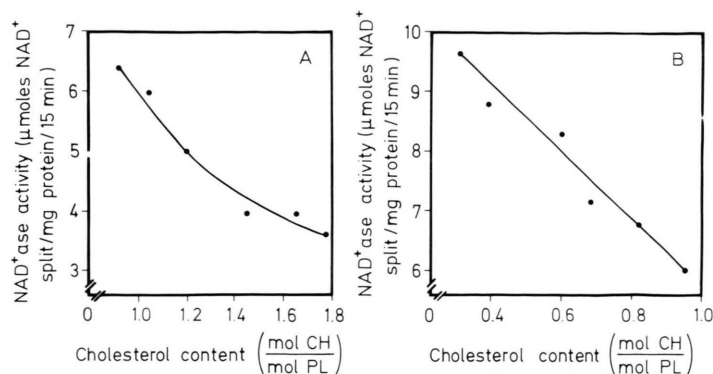 NAD+ase activity (μmoles NAD+
split/mg protein/15 min)
7
6
5
4
3
A
0
1.0
1.2
1.4
1.6
1.8
Cholesterol content (mol CH
mol PL)
NAD+ase activity (μmoles NAD+
split/mg protein/15 min)
10
9
8
7
6
B
0
0.4
0.6
0.8
1.0
Cholesterol content (mol CH
mol PL)